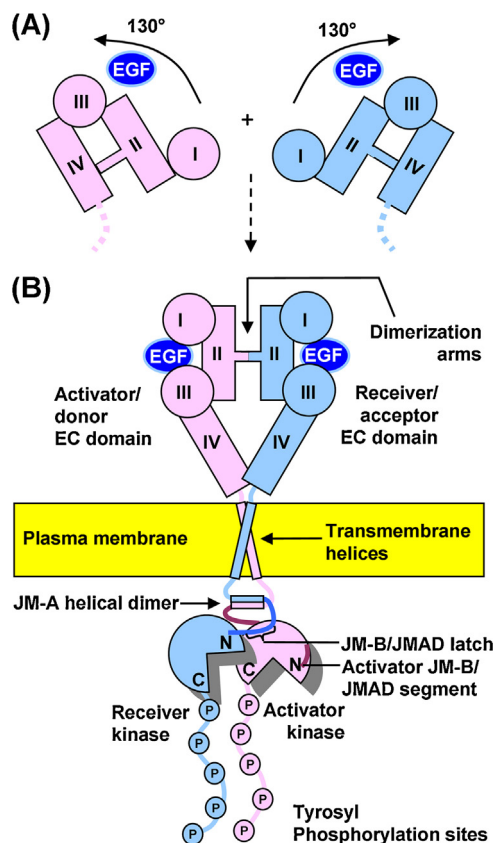 (A)
130°
130°
EGF
EGF
III
IV
II
I
+
I
II
III
IV
(B)
I
EGF
II
III
IV
I
II
EGF
III
IV
Dimerization
arms
Activator/
donor
EC domain
Receiver/
acceptor
EC domain
Plasma membrane
Transmembrane
helices
JM-A helical dimer
N
C
N
C
JM-B/JMAD latch
Activator JM-B/
JMAD segment
Receiver
kinase
Activator
kinase
P
P
P
P
P
P
P
P
P
P
Tyrosyl
Phosphorylation sites